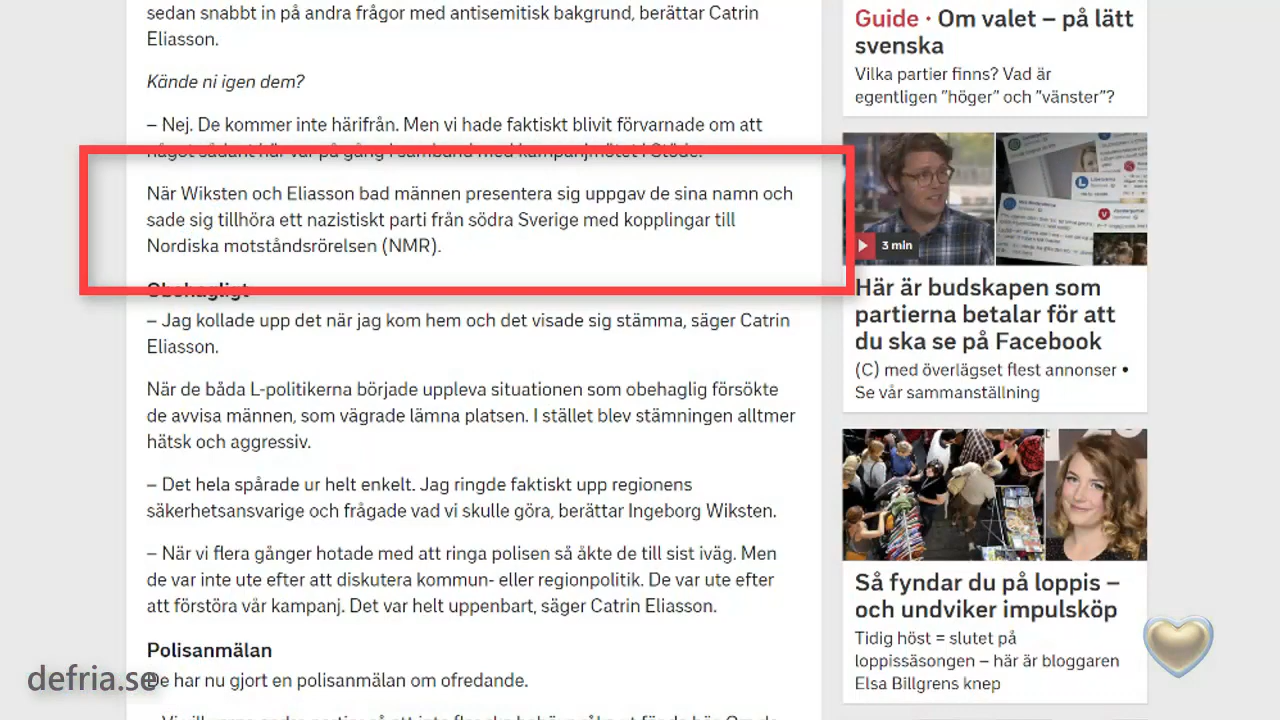 sedan snabbt in på andra frågor med antisemitisk bakgrund, berättar Catrin
Eliasson.
Kände ni igen dem?
– Nej. De kommer inte härifrån. Men vi hade faktiskt blivit förvarnade om att
något sådant här var på gång i samband med kampanjmötet i Stöde.
När Wiksten och Eliasson bad männen presentera sig uppgav de sina namn och
sade sig tillhöra ett nazistiskt parti från södra Sverige med kopplingar till
Nordiska motståndsrörelsen (NMR).
Obehagligt
– Jag kollade upp det när jag kom hem och det visade sig stämma, säger Catrin
Eliasson.
När de båda L-politikerna började uppleva situationen som obehaglig försökte
de avvisa männen, som vägrade lämna platsen. I stället blev stämningen alltmer
hätsk och aggressiv.
– Det hela spårade ur helt enkelt. Jag ringde faktiskt upp regionens
säkerhetsansvarige och frågade vad vi skulle göra, berättar Ingeborg Wiksten.
– När vi flera gånger hotade med att ringa polisen så åkte de till sist iväg. Men
de var inte ute efter att diskutera kommun- eller regionpolitik. De var ute efter
att förstöra vår kampanj. Det var helt uppenbart, säger Catrin Eliasson.
Polisanmälan
De har nu gjort en polisanmälan om ofredande.
defria.se
Guide · Om valet – på lätt
svenska
Vilka partier finns? Vad är
egentligen ”höger” och ”vänster”?
3 min
Här är budskapen som
partierna betalar för att
du ska se på Facebook
(C) med överlägset flest annonser •
Se vår sammanställning
Så fyndar du på loppis –
och undviker impulsköp
Tidig höst = slutet på
loppissäsongen – här är bloggaren
Elsa Billgrens knep